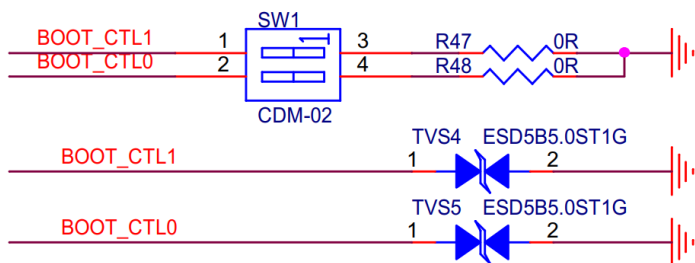 SW1
BOOT_CTL1 1 3 R47 0R
BOOT_CTL0 2 4 R48 0R
CDM-02
TVS4 ESD5B5.0ST1G
BOOT_CTL1 1 2
TVS5 ESD5B5.0ST1G
BOOT_CTL0 1 2